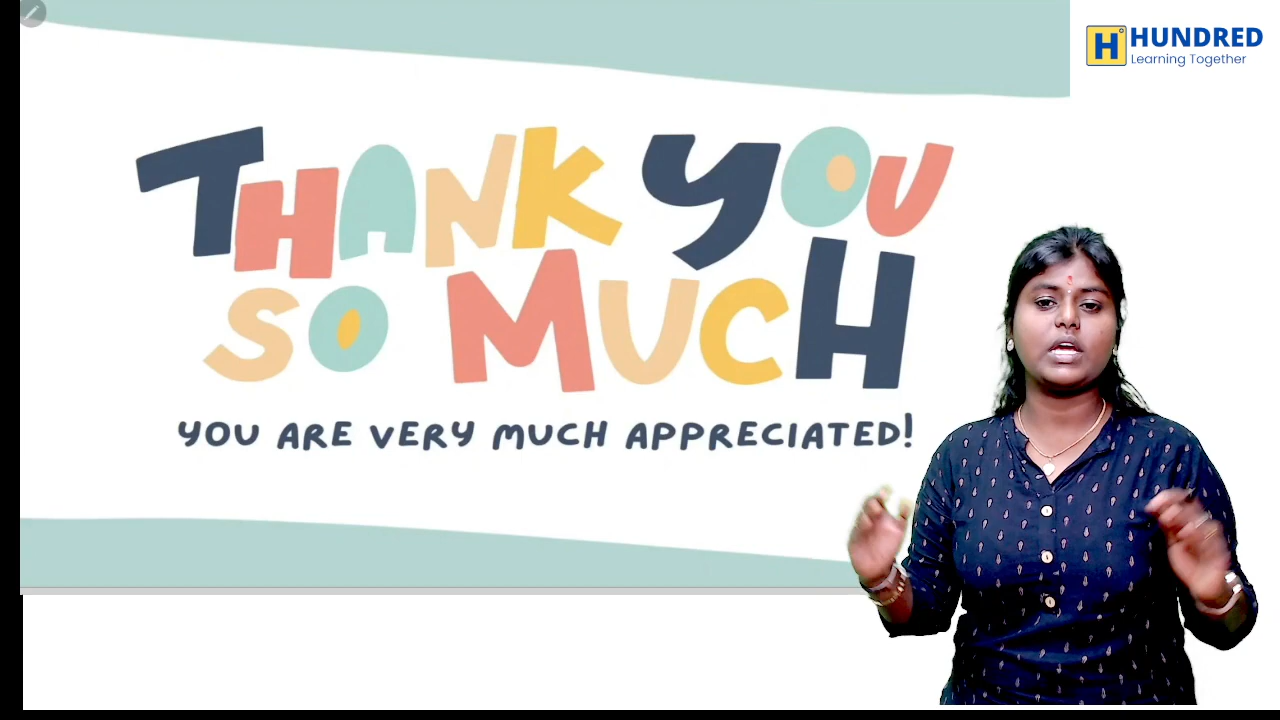 H HUNDRED
Learning Together
THANK YOU
SO MUCH
YOU ARE VERY MUCH APPRECIATED!